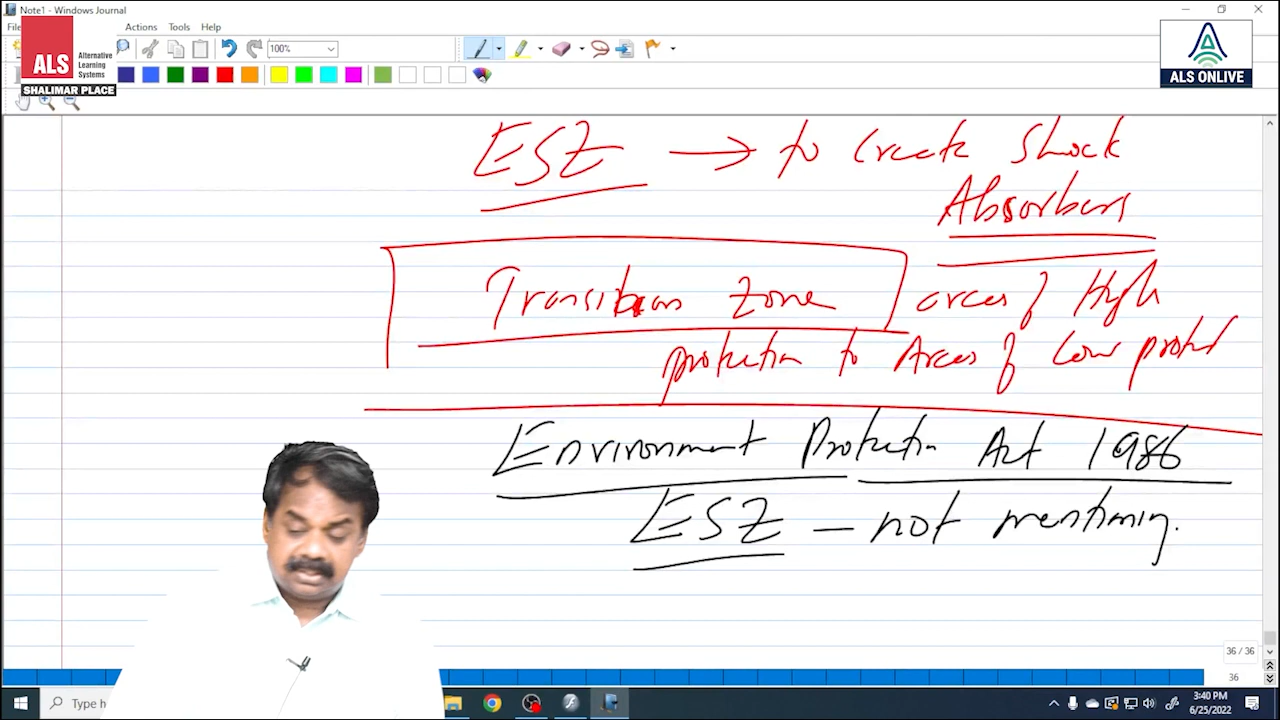 Note1 - Windows Journal
Actions Tools Help
ALS
Alternative
Learning
Systems
SHALIMAR PLACE
100%
ALS ONLIVE
ESZ → to Create Shock
Absorbers
Transition Zone areas of High
protection to Areas of Low protect
Environment Protection Act 1986
ESZ - not mentioning.
36 / 36
36
Type h
3:40 PM
6/25/2022